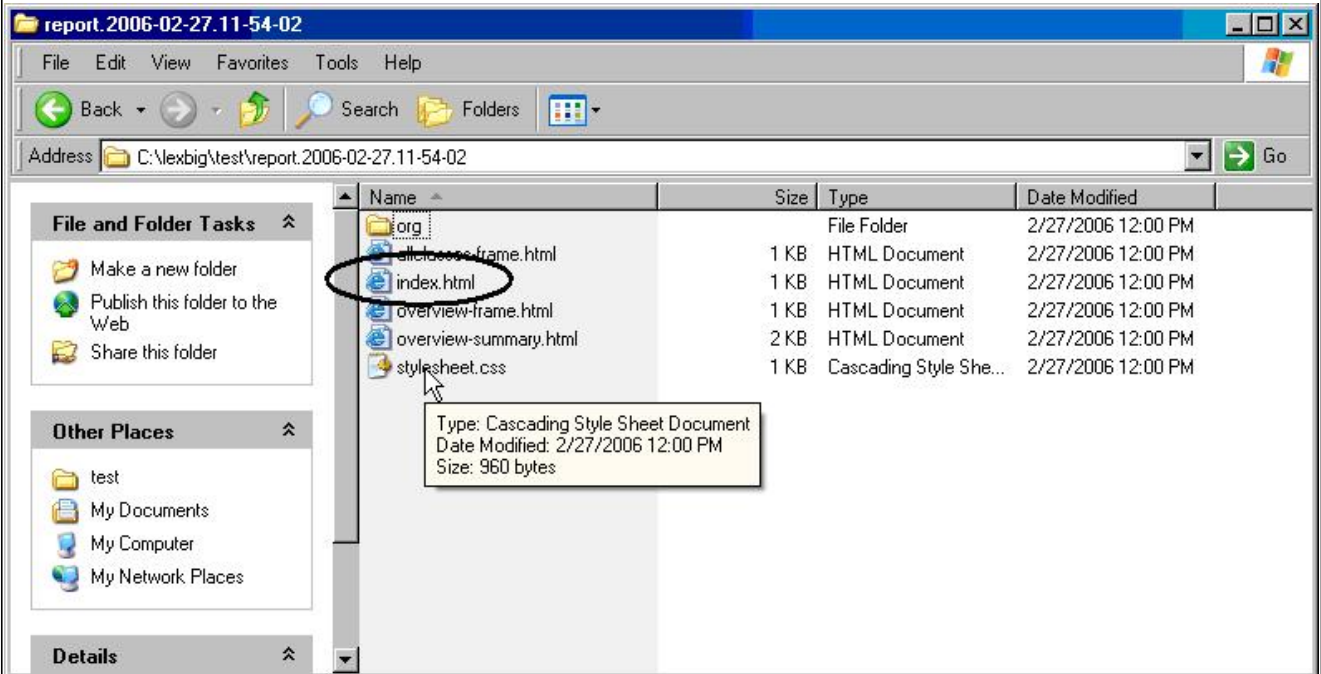 report.2006-02-27.11-54-02
File Edit View Favorites Tools Help
Back Search Folders
Address C:\lexbig\test\report.2006-02-27.11-54-02 Go
File and Folder Tasks
Make a new folder
Publish this folder to the
Web
Share this folder
Other Places
test
My Documents
My Computer
My Network Places
Details
Name Size Type Date Modified
org File Folder 2/27/2006 12:00 PM
allclasses-frame.html 1 KB HTML Document 2/27/2006 12:00 PM
index.html 1 KB HTML Document 2/27/2006 12:00 PM
overview-frame.html 1 KB HTML Document 2/27/2006 12:00 PM
overview-summary.html 2 KB HTML Document 2/27/2006 12:00 PM
stylesheet.css 1 KB Cascading Style She... 2/27/2006 12:00 PM
Type: Cascading Style Sheet Document
Date Modified: 2/27/2006 12:00 PM
Size: 960 bytes